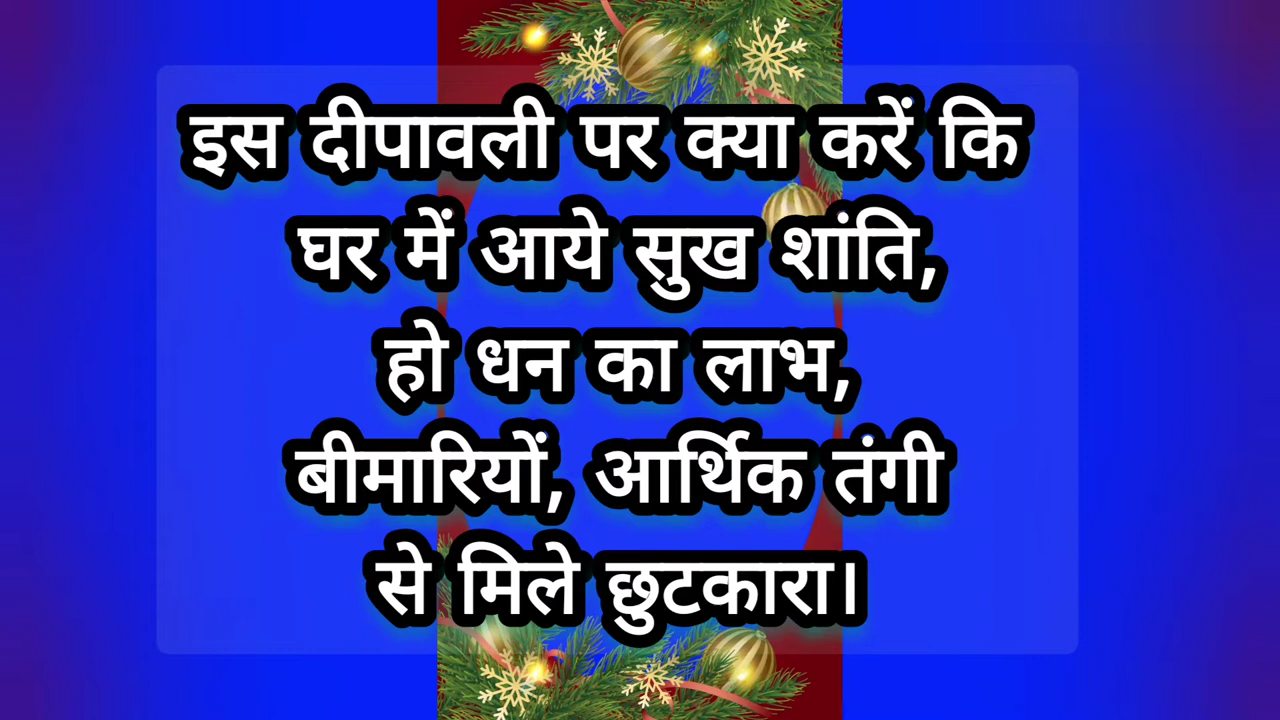 इस दीपावली पर क्या करें कि
घर में आये सुख शांति,
हो धन का लाभ,
बीमारियों, आर्थिक तंगी
से मिले छुटकारा।